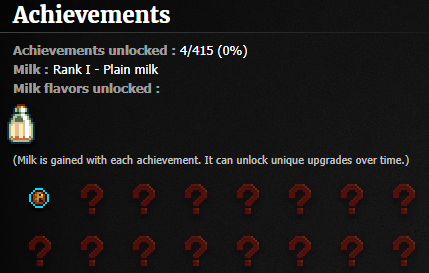 Achievements
Achievements unlocked : 4/415 (0%)
Milk : Rank I - Plain milk
Milk flavors unlocked :
(Milk is gained with each achievement. It can unlock unique upgrades over time.)
? ? ? ? ? ? ?
? ? ? ? ? ? ? ?